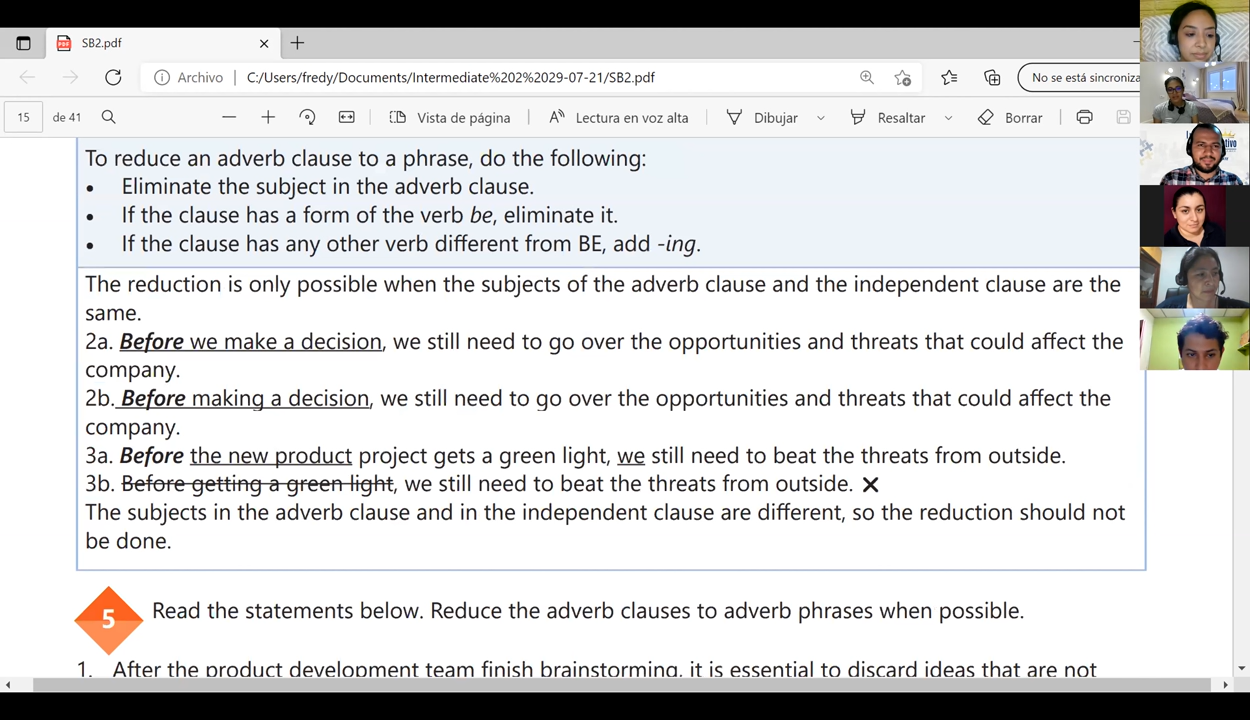 SB2.pdf
Archivo
C:/Users/fredy/Documents/Intermediate%202%2029-07-21/SB2.pdf
No se está sincroniza
15 de 41
Vista de página
Lectura en voz alta
Dibujar
Resaltar
Borrar
To reduce an adverb clause to a phrase, do the following:
• Eliminate the subject in the adverb clause.
• If the clause has a form of the verb be, eliminate it.
• If the clause has any other verb different from BE, add -ing.
The reduction is only possible when the subjects of the adverb clause and the independent clause are the
same.
2a. Before we make a decision, we still need to go over the opportunities and threats that could affect the
company.
2b. Before making a decision, we still need to go over the opportunities and threats that could affect the
company.
3a. Before the new product project gets a green light, we still need to beat the threats from outside.
3b. Before getting a green light, we still need to beat the threats from outside. ✕
The subjects in the adverb clause and in the independent clause are different, so the reduction should not
be done.
5 Read the statements below. Reduce the adverb clauses to adverb phrases when possible.
1. After the product development team finish brainstorming, it is essential to discard ideas that are not